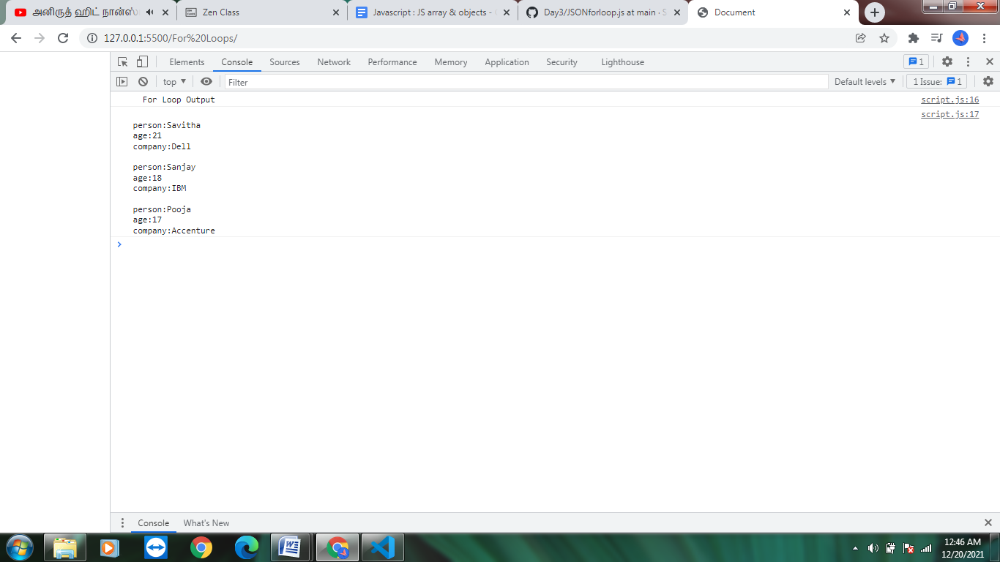 அனிருத் ஹிட் நான்ஸ் Zen Class Javascript : JS array & objects - Day3/JSONforloop.js at main · S Document
127.0.0.1:5500/For%20Loops/
Elements Console Sources Network Performance Memory Application Security Lighthouse 1
top ▼ Filter Default levels ▼ 1 Issue: 1
For Loop Output script.js:16
script.js:17
person:Savitha
age:21
company:Dell
person:Sanjay
age:18
company:IBM
person:Pooja
age:17
company:Accenture
>
Console What's New
12:46 AM
12/20/2021